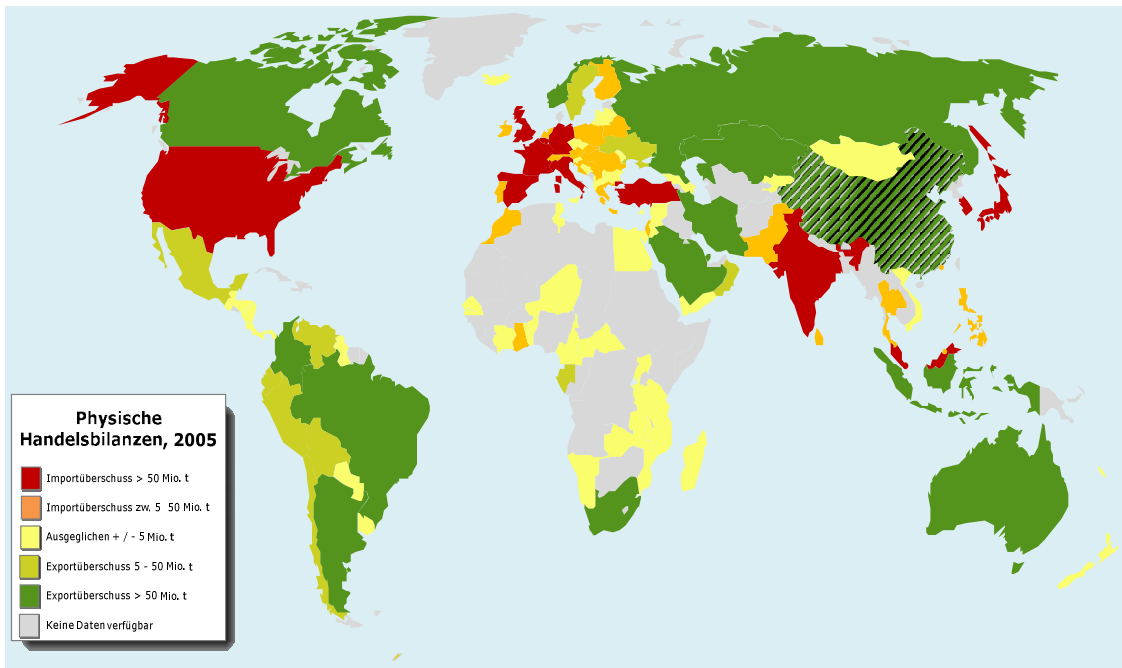 Physische
Handelsbilanzen, 2005
Importüberschuss > 50 Mio. t
Importüberschuss zw. 5 50 Mio. t
Ausgeglichen + / - 5 Mio. t
Exportüberschuss 5 - 50 Mio. t
Exportüberschuss > 50 Mio. t
Keine Daten verfügbar